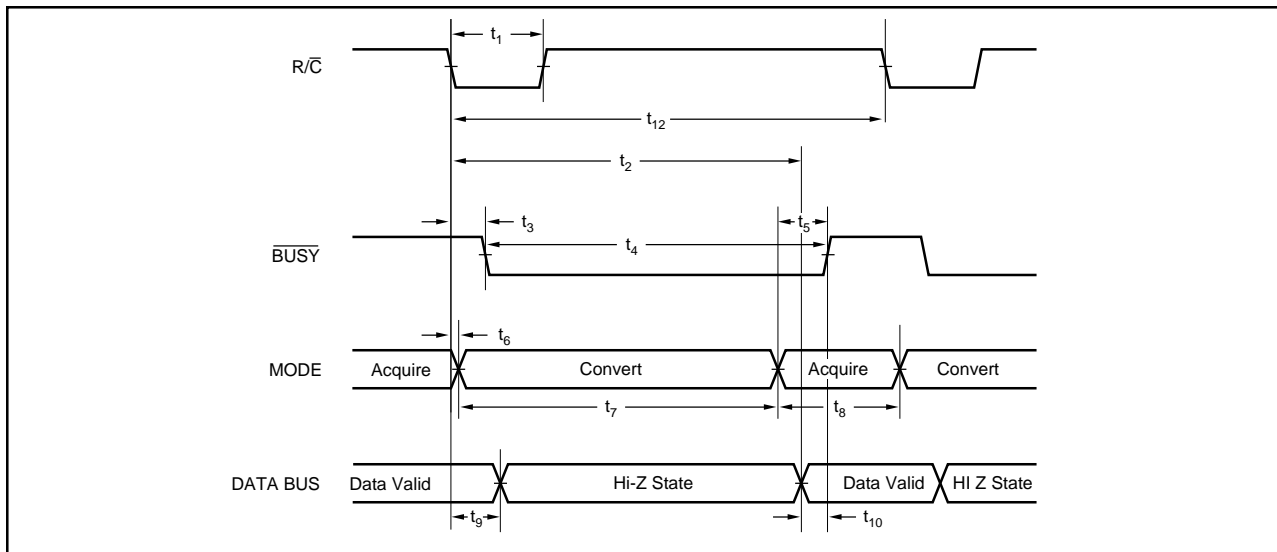 t1
R/C̅
t12
t2
t3
t5
t4
B̅U̅S̅Y̅
t6
MODE
Acquire
Convert
Acquire
Convert
t7
t8
DATA BUS
Data Valid
Hi-Z State
Data Valid
HI Z State
t9
t10